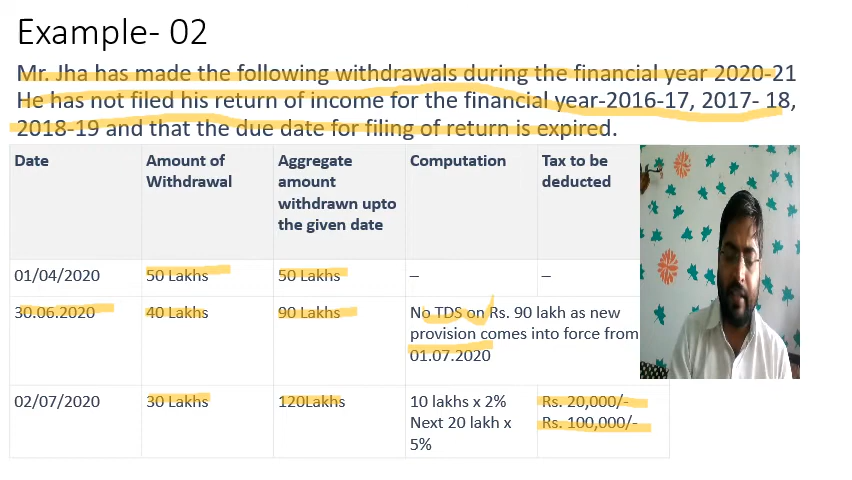 Example- 02
Mr. Jha has made the following withdrawals during the financial year 2020-21
He has not filed his return of income for the financial year-2016-17, 2017- 18,
2018-19 and that the due date for filing of return is expired.
Date
Amount of
Withdrawal
Aggregate
amount
withdrawn upto
the given date
Computation
Tax to be
deducted
01/04/2020
50 Lakhs
50 Lakhs
–
–
30.06.2020
40 Lakhs
90 Lakhs
No TDS on Rs. 90 lakh as new
provision comes into force from
01.07.2020
02/07/2020
30 Lakhs
120Lakhs
10 lakhs x 2%
Next 20 lakh x
5%
Rs. 20,000/-
Rs. 100,000/-